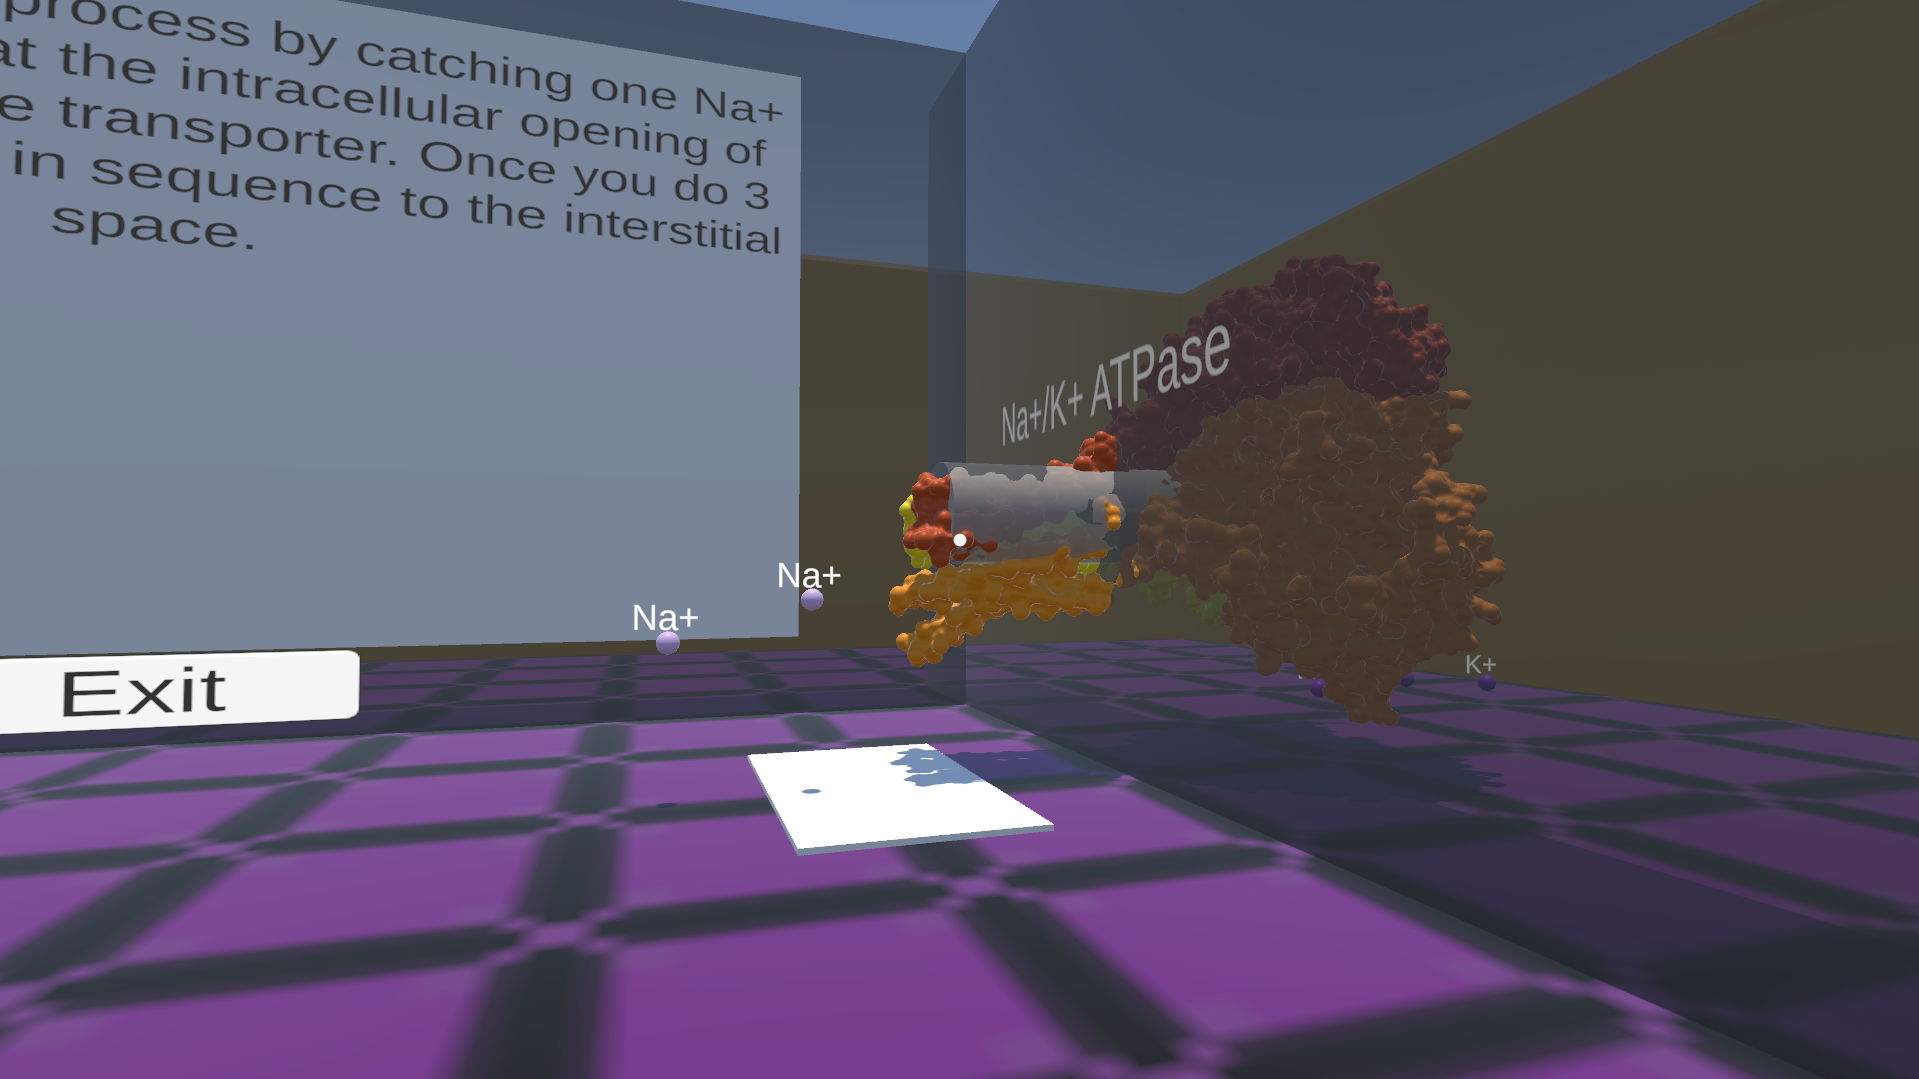 process by catching one Na+
at the intracellular opening of
transporter. Once you do 3
in sequence to the interstitial
space.
Na+/K+ ATPase
Na+
Na+
K+
Exit